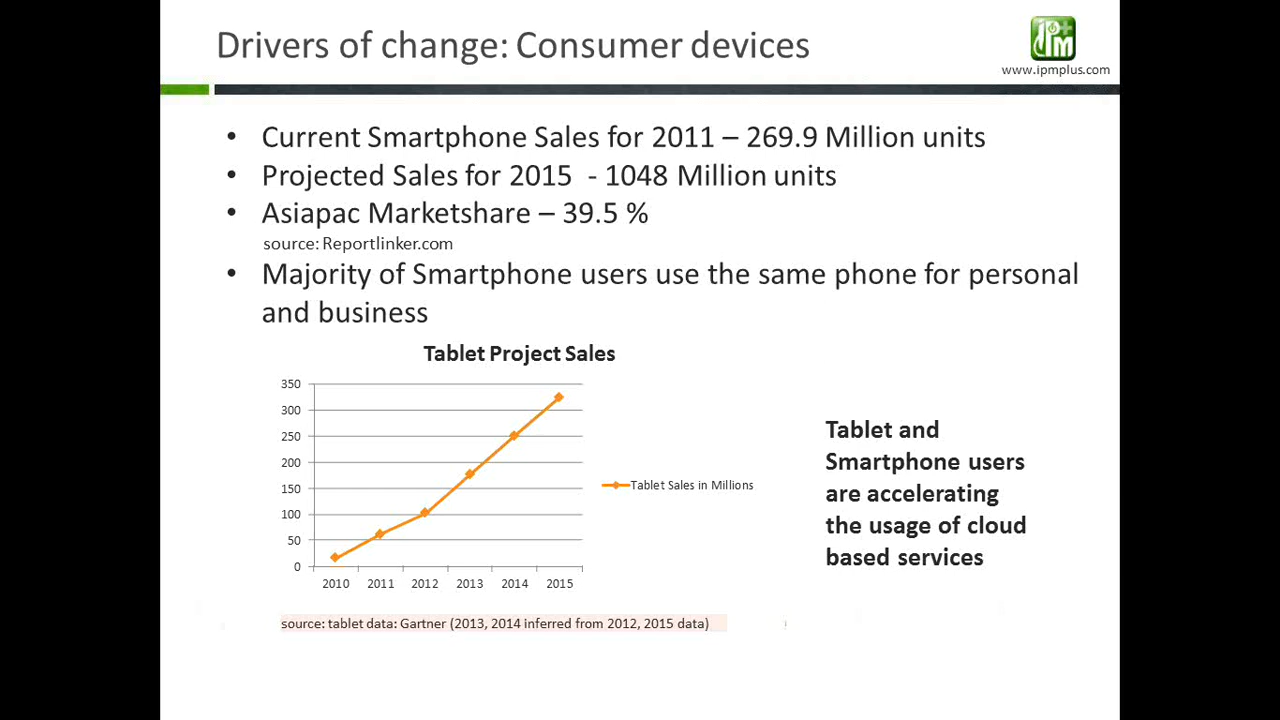 Drivers of change: Consumer devices
www.ipmplus.com
• Current Smartphone Sales for 2011 – 269.9 Million units
• Projected Sales for 2015 - 1048 Million units
• Asiapac Marketshare – 39.5 %
source: Reportlinker.com
• Majority of Smartphone users use the same phone for personal
and business
Tablet Project Sales
350
300
250
200
150
100
50
0
2010 2011 2012 2013 2014 2015
Tablet Sales in Millions
Tablet and
Smartphone users
are accelerating
the usage of cloud
based services
source: tablet data: Gartner (2013, 2014 inferred from 2012, 2015 data)